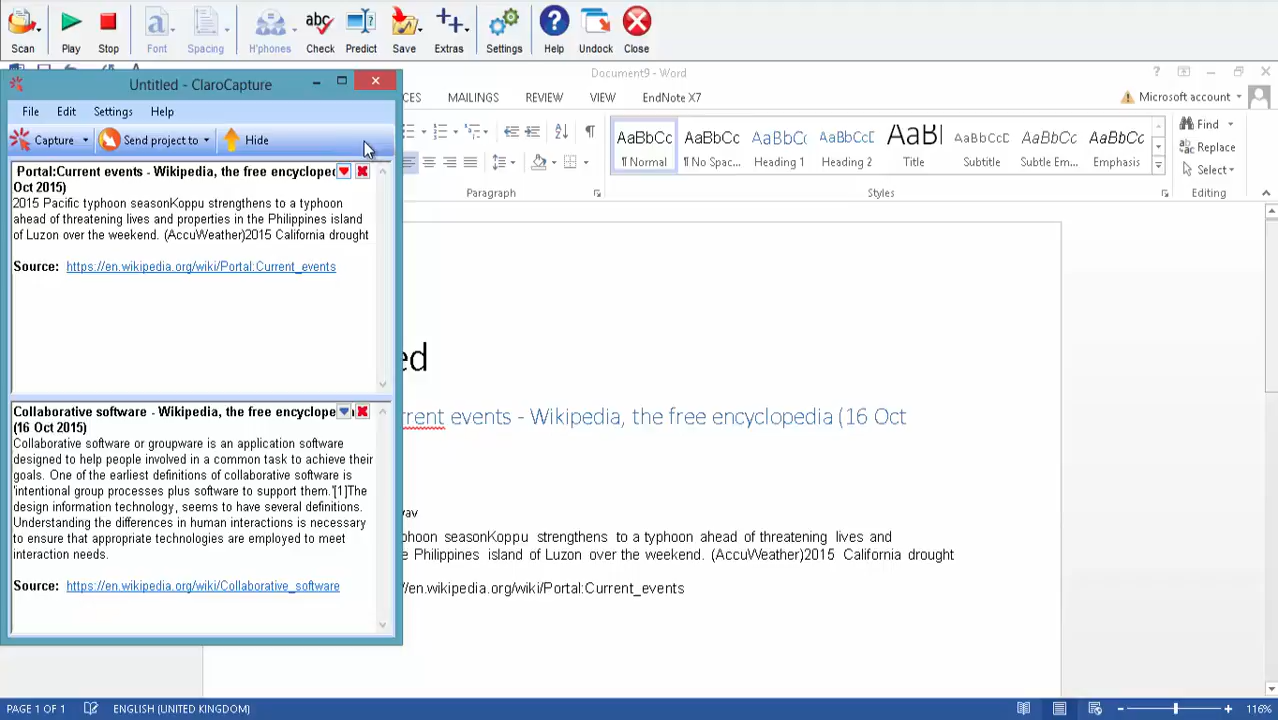 Scan
Play
Stop
Font
Spacing
H'phones
abc
Check
Predict
Save
Extras
Settings
Help
Undock
Close
Untitled - ClaroCapture
File Edit Settings Help
Capture Send project to Hide
Portal:Current events - Wikipedia, the free encycloped
Oct 2015)
2015 Pacific typhoon seasonKoppu strengthens to a typhoon
ahead of threatening lives and properties in the Philippines island
of Luzon over the weekend. (AccuWeather)2015 California drought
Source: https://en.wikipedia.org/wiki/Portal:Current_events
Collaborative software - Wikipedia, the free encyclope
(16 Oct 2015)
Collaborative software or groupware is an application software
designed to help people involved in a common task to achieve their
goals. One of the earliest definitions of collaborative software is
'intentional group processes plus software to support them.'[1]The
design information technology, seems to have several definitions.
Understanding the differences in human interactions is necessary
to ensure that appropriate technologies are employed to meet
interaction needs.
Source: https://en.wikipedia.org/wiki/Collaborative_software
Document9 - Word
CES MAILINGS REVIEW VIEW EndNote X7
Microsoft account
AaBbCc
¶ Normal
AaBbCc
¶ No Spac...
AaBbCc
Heading 1
AaBbCc
Heading 2
AaBl
Title
AaBbCc
Subtitle
AaBbCc
Subtle Em...
AaBbCc
Emphasis
Find
Replace
Select
Paragraph
Styles
Editing
ed
rrent events - Wikipedia, the free encyclopedia (16 Oct
wav
phoon seasonKoppu strengthens to a typhoon ahead of threatening lives and
e Philippines island of Luzon over the weekend. (AccuWeather)2015 California drought
//en.wikipedia.org/wiki/Portal:Current_events
PAGE 1 OF 1 ENGLISH (UNITED KINGDOM) 116%